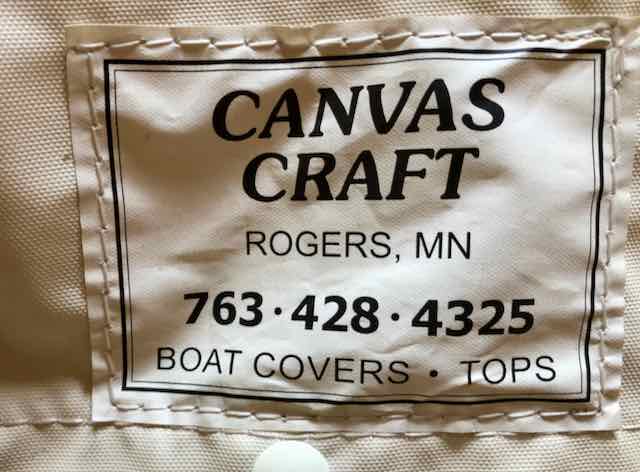 CANVAS
CRAFT
ROGERS, MN
763·428·4325
BOAT COVERS · TOPS